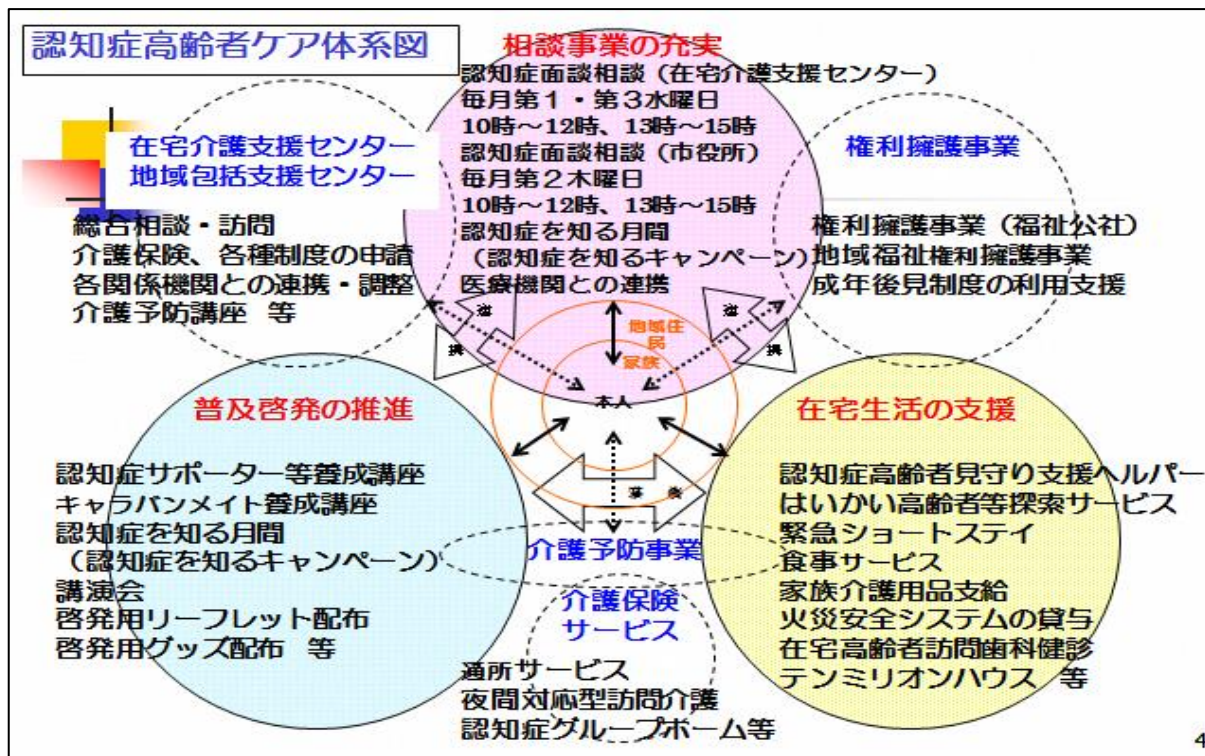 認知症高齢者ケア体系図
相談事業の充実
認知症面談相談（在宅介護支援センター）
毎月第１・第３水曜日
10時～12時、13時～15時
認知症面談相談（市役所）
毎月第２木曜日
10時～12時、13時～15時
認知症を知る月間
（認知症を知るキャンペーン）
医療機関との連携
在宅介護支援センター
地域包括支援センター
総合相談・訪問
介護保険、各種制度の申請
各関係機関との連携・調整
介護予防講座 等
権利擁護事業
権利擁護事業（福祉公社）
地域福祉権利擁護事業
成年後見制度の利用支援
地域住
民
家族
本人
普及啓発の推進
認知症サポーター等養成講座
キャラバンメイト養成講座
認知症を知る月間
（認知症を知るキャンペーン）
講演会
啓発用リーフレット配布
啓発用グッズ配布 等
在宅生活の支援
認知症高齢者見守り支援ヘルパー
はいかい高齢者等探索サービス
緊急ショートステイ
食事サービス
家族介護用品支給
火災安全システムの貸与
在宅高齢者訪問歯科健診
テンミリオンハウス 等
介護予防事業
介護保険
サービス
通所サービス
夜間対応型訪問介護
認知症グループホーム等
4